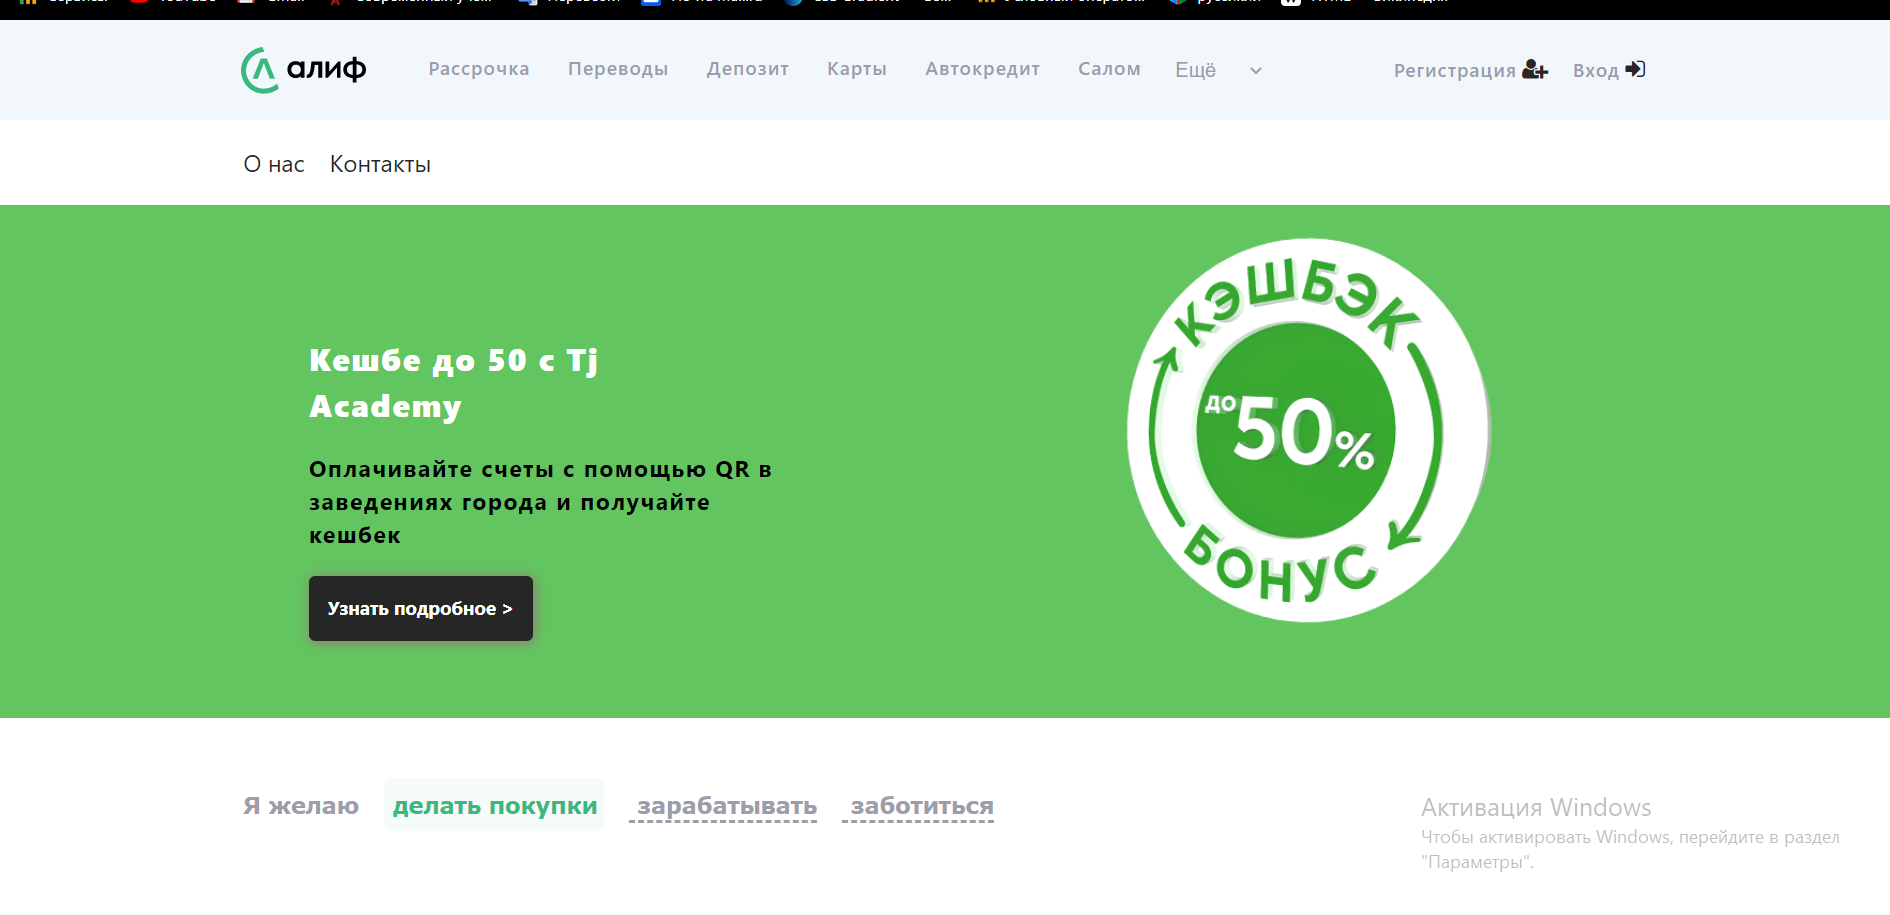 алиф
Рассрочка Переводы Депозит Карты Автокредит Салом Ещё
Регистрация Вход
О нас Контакты
Кешбе до 50 с Tj
Academy
Оплачивайте счеты с помощью QR в
заведениях города и получайте
кешбек
Узнать подробное >
КЭШБЭК
ДО 50%
БОНУС
Я желаю делать покупки зарабатывать заботиться
Активация Windows
Чтобы активировать Windows, перейдите в раздел
"Параметры".